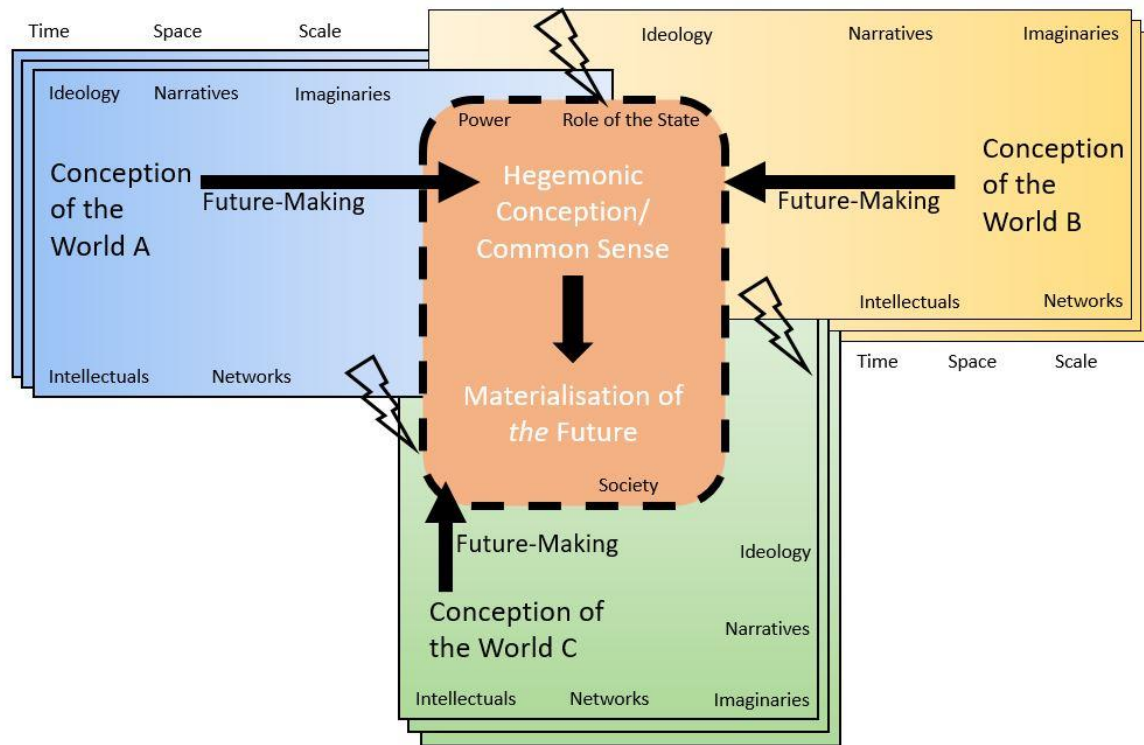 Time Space Scale
Ideology Narratives Imaginaries
Ideology Narratives Imaginaries
Power Role of the State
Conception
of the
World A
Future-Making
Hegemonic
Conception/
Common Sense
Future-Making
Conception
of the
World B
Intellectuals Networks
Intellectuals Networks
Time Space Scale
Materialisation of
the Future
Society
Future-Making
Ideology
Conception of
the World C
Narratives
Intellectuals Networks Imaginaries